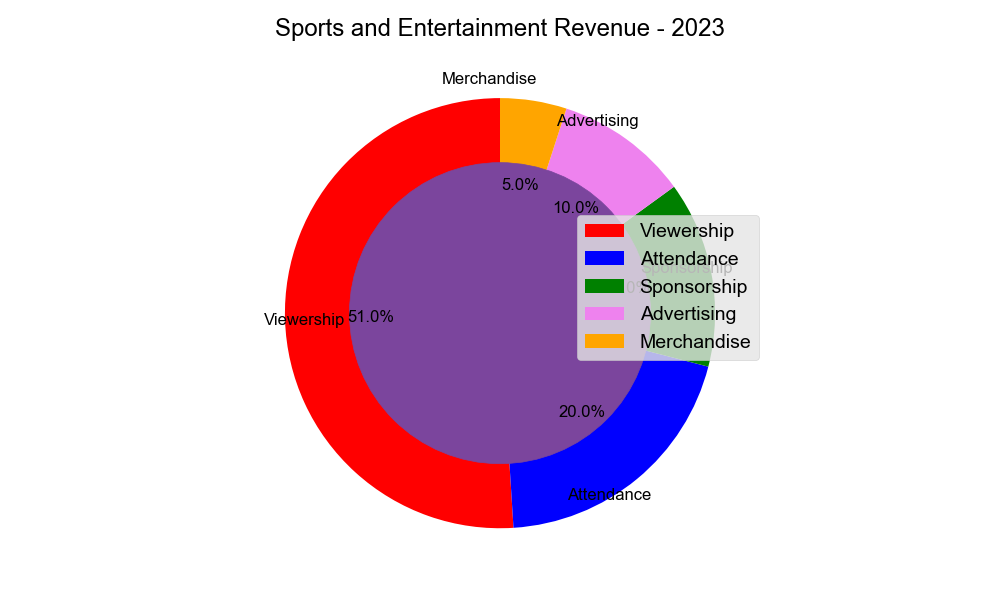 Sports and Entertainment Revenue - 2023
Merchandise
Advertising
5.0%
10.0%
Viewership
Attendance
Sponsorship
Advertising
Merchandise
Sponsorship
Viewership
51.0%
20.0%
Attendance